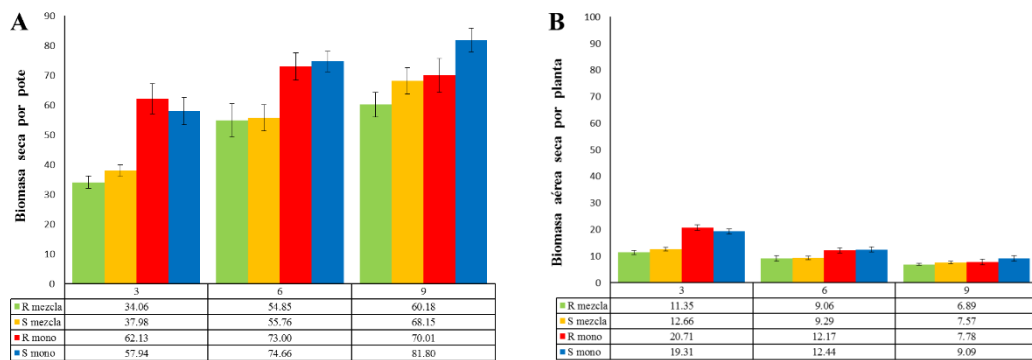 A
Biomasa seca por pote
90
80
70
60
50
40
30
20
10
0
3 6 9
R mezcla 34.06 54.85 60.18
S mezcla 37.98 55.76 68.15
R mono 62.13 73.00 70.01
S mono 57.94 74.66 81.80
B
Biomasa aérea seca por planta
100
90
80
70
60
50
40
30
20
10
0
3 6 9
R mezcla 11.35 9.06 6.89
S mezcla 12.66 9.29 7.57
R mono 20.71 12.17 7.78
S mono 19.31 12.44 9.09